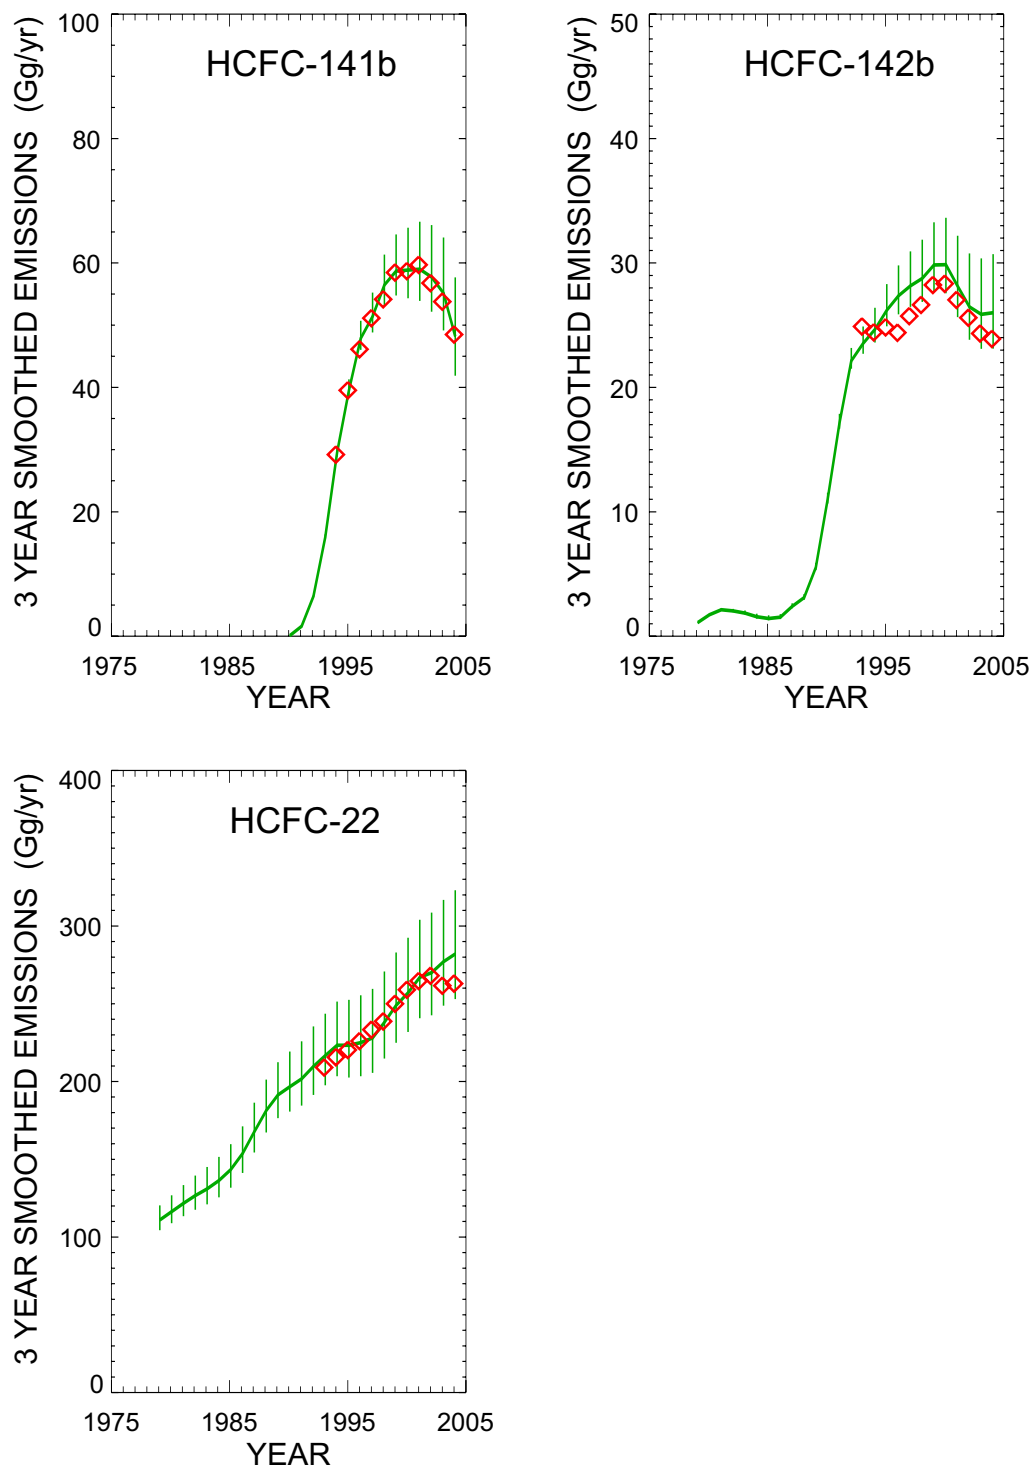 3 YEAR SMOOTHED EMISSIONS (Gg/yr)
100
80
60
40
20
0
HCFC-141b
1975 1985 1995 2005
YEAR
3 YEAR SMOOTHED EMISSIONS (Gg/yr)
50
40
30
20
10
0
HCFC-142b
1975 1985 1995 2005
YEAR
3 YEAR SMOOTHED EMISSIONS (Gg/yr)
400
300
200
100
0
HCFC-22
1975 1985 1995 2005
YEAR